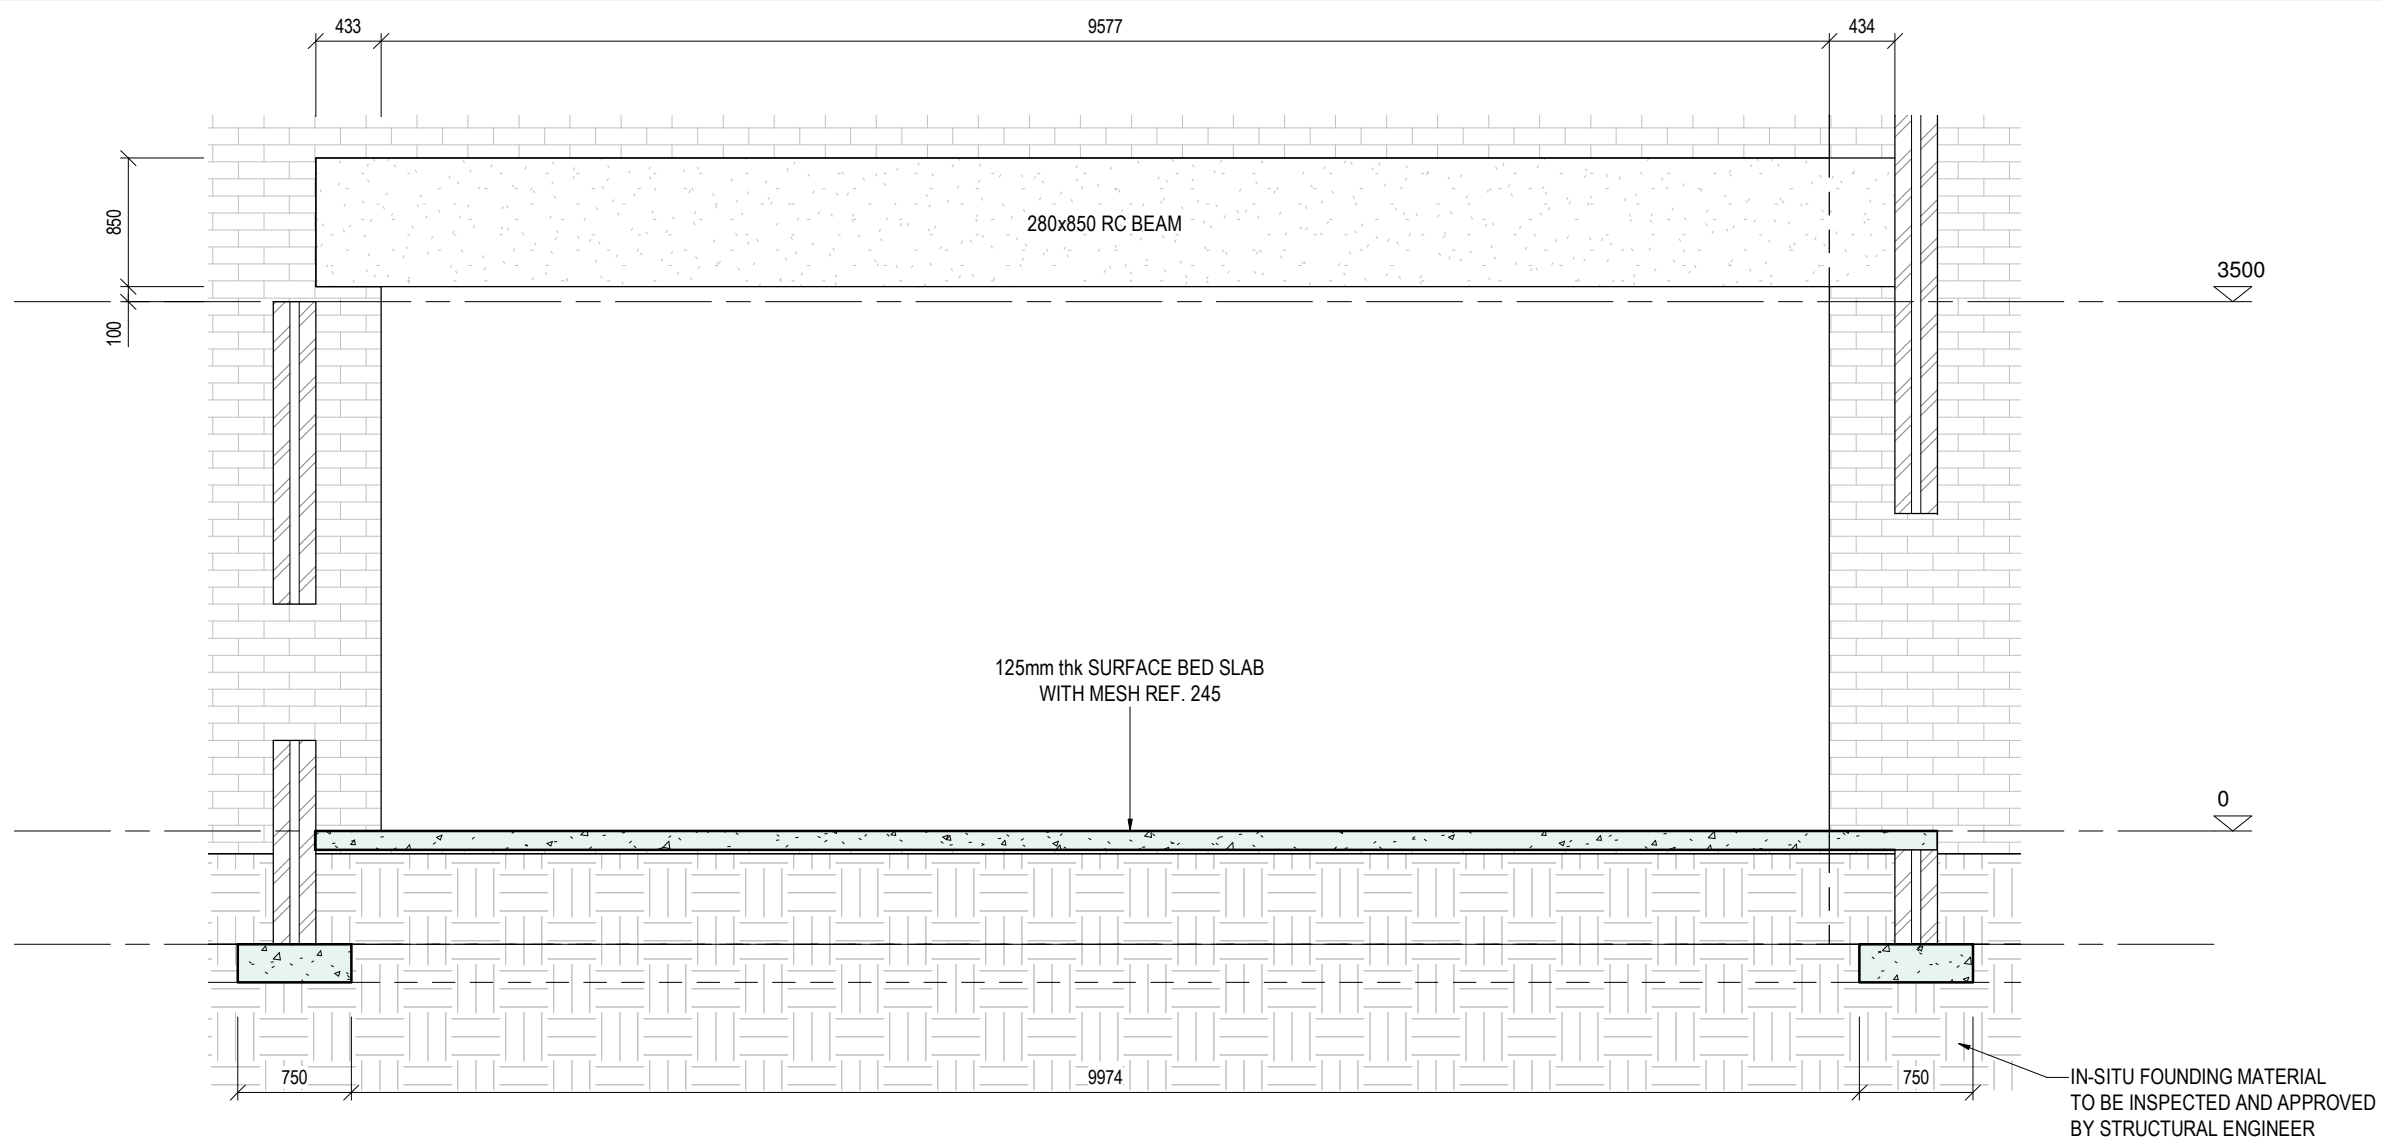 433
9577
434
850
280x850 RC BEAM
3500
100
125mm thk SURFACE BED SLAB
WITH MESH REF. 245
0
750
9974
750
IN-SITU FOUNDING MATERIAL
TO BE INSPECTED AND APPROVED
BY STRUCTURAL ENGINEER